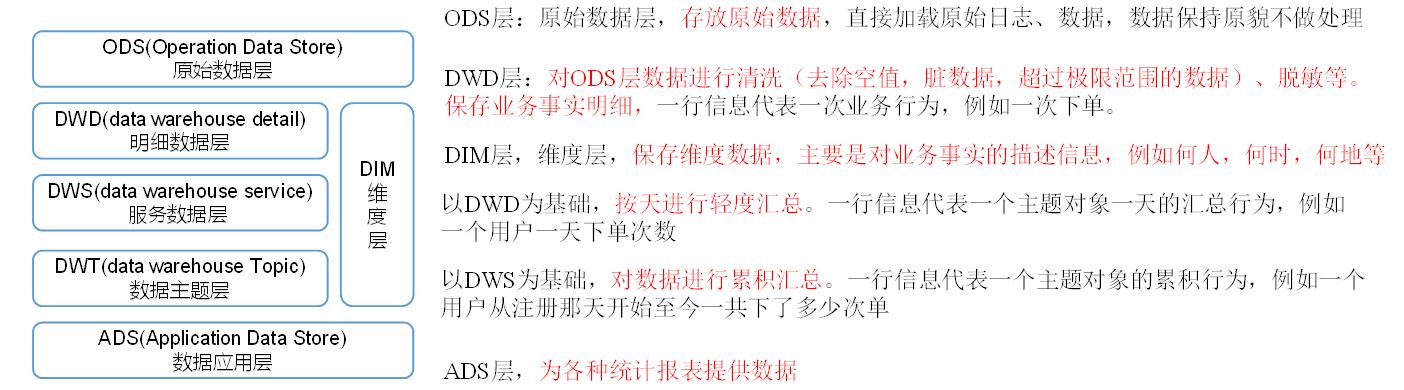 ODS(Operation Data Store)
原始数据层
DWD(data warehouse detail)
明细数据层
DWS(data warehouse service)
服务数据层
DWT(data warehouse Topic)
数据主题层
DIM
维
度
层
ADS(Application Data Store)
数据应用层
ODS层：原始数据层，存放原始数据，直接加载原始日志、数据，数据保持原貌不做处理
DWD层：对ODS层数据进行清洗（去除空值，脏数据，超过极限范围的数据）、脱敏等。
保存业务事实明细，一行信息代表一次业务行为，例如一次下单。
DIM层，维度层，保存维度数据，主要是对业务事实的描述信息，例如何人，何时，何地等
以DWD为基础，按天进行轻度汇总。一行信息代表一个主题对象一天的汇总行为，例如
一个用户一天下单次数
以DWS为基础，对数据进行累积汇总。一行信息代表一个主题对象的累积行为，例如一个
用户从注册那天开始至今一共下了多少次单
ADS层，为各种统计报表提供数据